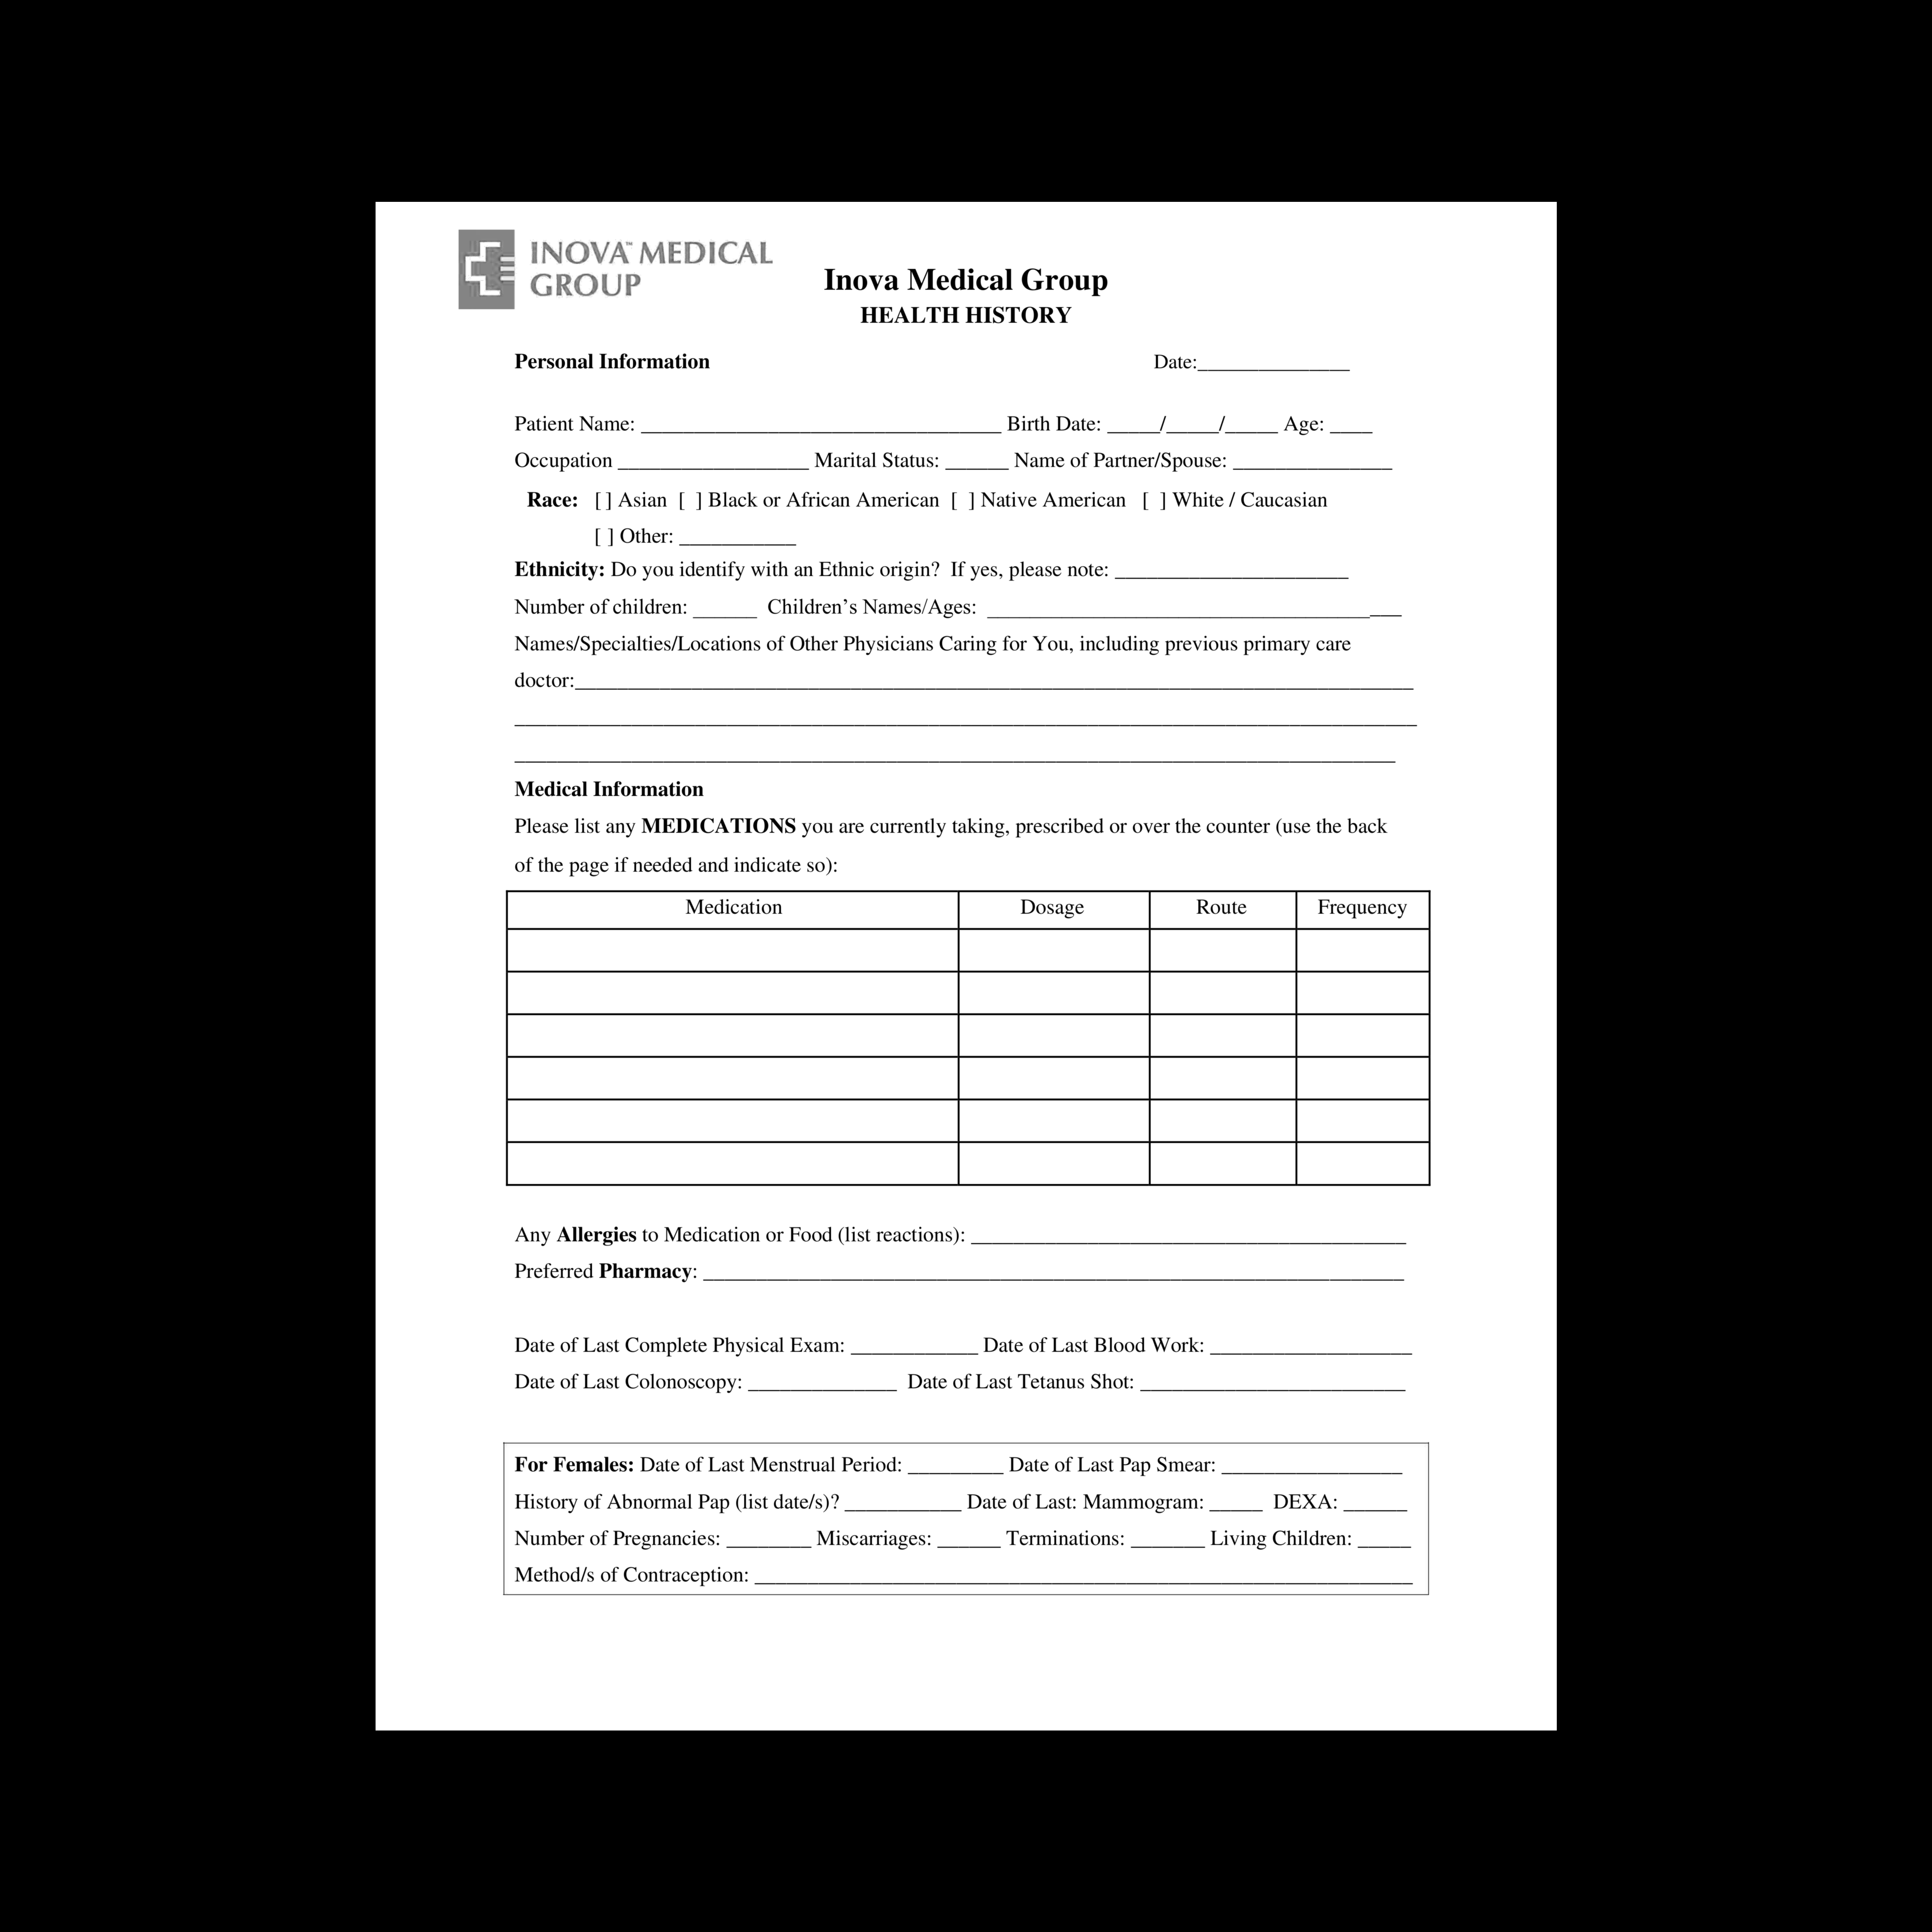 INOVA™ MEDICAL
GROUP
Inova Medical Group
HEALTH HISTORY
Personal Information Date:_______________
Patient Name: __________________________________ Birth Date: _____/_____/_____ Age: ____
Occupation __________________ Marital Status: ______ Name of Partner/Spouse: _______________
Race: [ ] Asian [ ] Black or African American [ ] Native American [ ] White / Caucasian
[ ] Other: ___________
Ethnicity: Do you identify with an Ethnic origin? If yes, please note: ______________________
Number of children: ______ Children’s Names/Ages: _______________________________________
Names/Specialties/Locations of Other Physicians Caring for You, including previous primary care
doctor:_______________________________________________________________________________
_____________________________________________________________________________________
___________________________________________________________________________________
Medical Information
Please list any MEDICATIONS you are currently taking, prescribed or over the counter (use the back
of the page if needed and indicate so):
Medication Dosage Route Frequency
Any Allergies to Medication or Food (list reactions): _________________________________________
Preferred Pharmacy: __________________________________________________________________
Date of Last Complete Physical Exam: ____________ Date of Last Blood Work: ___________________
Date of Last Colonoscopy: ______________ Date of Last Tetanus Shot: _________________________
For Females: Date of Last Menstrual Period: _________ Date of Last Pap Smear: _________________
History of Abnormal Pap (list date/s)? ___________ Date of Last: Mammogram: _____ DEXA: ______
Number of Pregnancies: ________ Miscarriages: ______ Terminations: _______ Living Children: _____
Method/s of Contraception: ______________________________________________________________